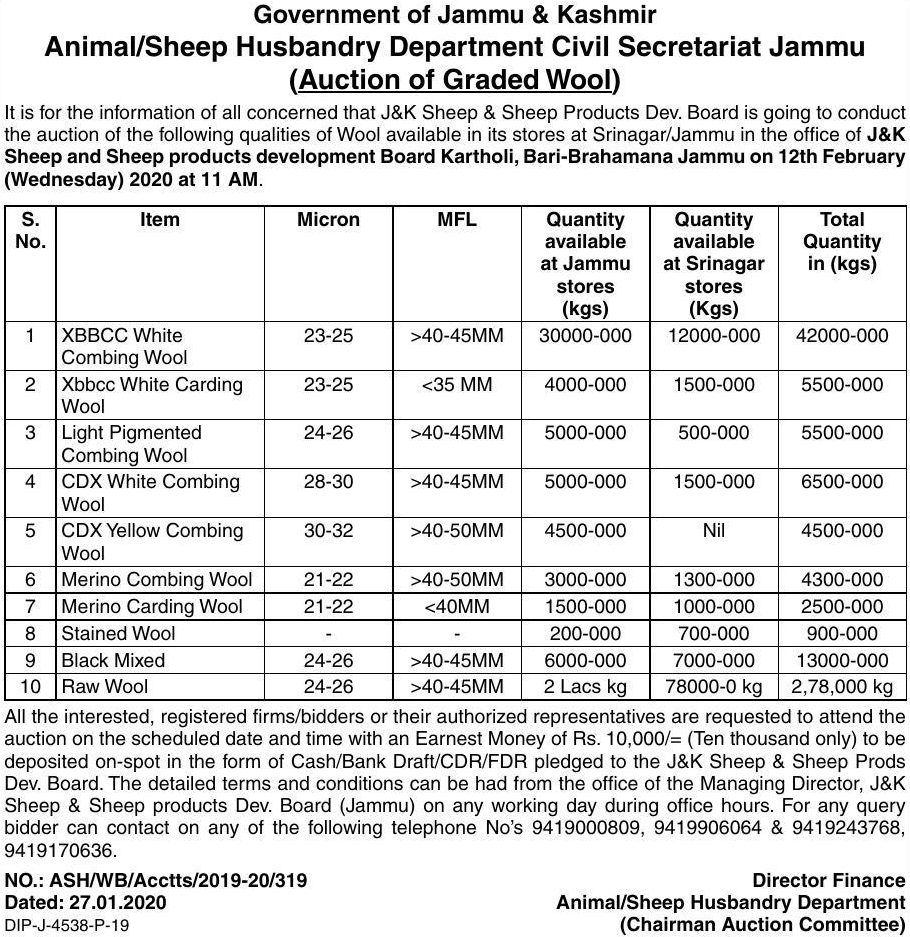 Government of Jammu & Kashmir
Animal/Sheep Husbandry Department Civil Secretariat Jammu
(Auction of Graded Wool)
It is for the information of all concerned that J&K Sheep & Sheep Products Dev. Board is going to conduct
the auction of the following qualities of Wool available in its stores at Srinagar/Jammu in the office of J&K
Sheep and Sheep products development Board Kartholi, Bari-Brahamana Jammu on 12th February
(Wednesday) 2020 at 11 AM.
S. No. Item Micron MFL Quantity available at Jammu stores (kgs) Quantity available at Srinagar stores (Kgs) Total Quantity in (kgs)
1 XBBCC White Combing Wool 23-25 >40-45MM 30000-000 12000-000 42000-000
2 Xbbcc White Carding Wool 23-25 <35 MM 4000-000 1500-000 5500-000
3 Light Pigmented Combing Wool 24-26 >40-45MM 5000-000 500-000 5500-000
4 CDX White Combing Wool 28-30 >40-45MM 5000-000 1500-000 6500-000
5 CDX Yellow Combing Wool 30-32 >40-50MM 4500-000 Nil 4500-000
6 Merino Combing Wool 21-22 >40-50MM 3000-000 1300-000 4300-000
7 Merino Carding Wool 21-22 <40MM 1500-000 1000-000 2500-000
8 Stained Wool - - 200-000 700-000 900-000
9 Black Mixed 24-26 >40-45MM 6000-000 7000-000 13000-000
10 Raw Wool 24-26 >40-45MM 2 Lacs kg 78000-0 kg 2,78,000 kg
All the interested, registered firms/bidders or their authorized representatives are requested to attend the
auction on the scheduled date and time with an Earnest Money of Rs. 10,000/= (Ten thousand only) to be
deposited on-spot in the form of Cash/Bank Draft/CDR/FDR pledged to the J&K Sheep & Sheep Prods
Dev. Board. The detailed terms and conditions can be had from the office of the Managing Director, J&K
Sheep & Sheep products Dev. Board (Jammu) on any working day during office hours. For any query
bidder can contact on any of the following telephone No's 9419000809, 9419906064 & 9419243768,
9419170636.
NO.: ASH/WB/Acctts/2019-20/319 Director Finance
Dated: 27.01.2020 Animal/Sheep Husbandry Department
DIP-J-4538-P-19 (Chairman Auction Committee)